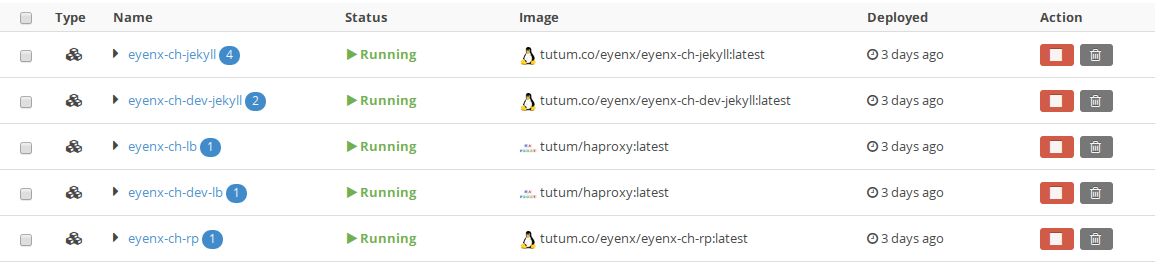 Type Name Status Image Deployed Action
eyenx-ch-jekyll 4 Running tutum.co/eyenx/eyenx-ch-jekyll:latest 3 days ago
eyenx-ch-dev-jekyll 2 Running tutum.co/eyenx/eyenx-ch-dev-jekyll:latest 3 days ago
eyenx-ch-lb 1 Running tutum/haproxy:latest 3 days ago
eyenx-ch-dev-lb 1 Running tutum/haproxy:latest 3 days ago
eyenx-ch-rp 1 Running tutum.co/eyenx/eyenx-ch-rp:latest 3 days ago